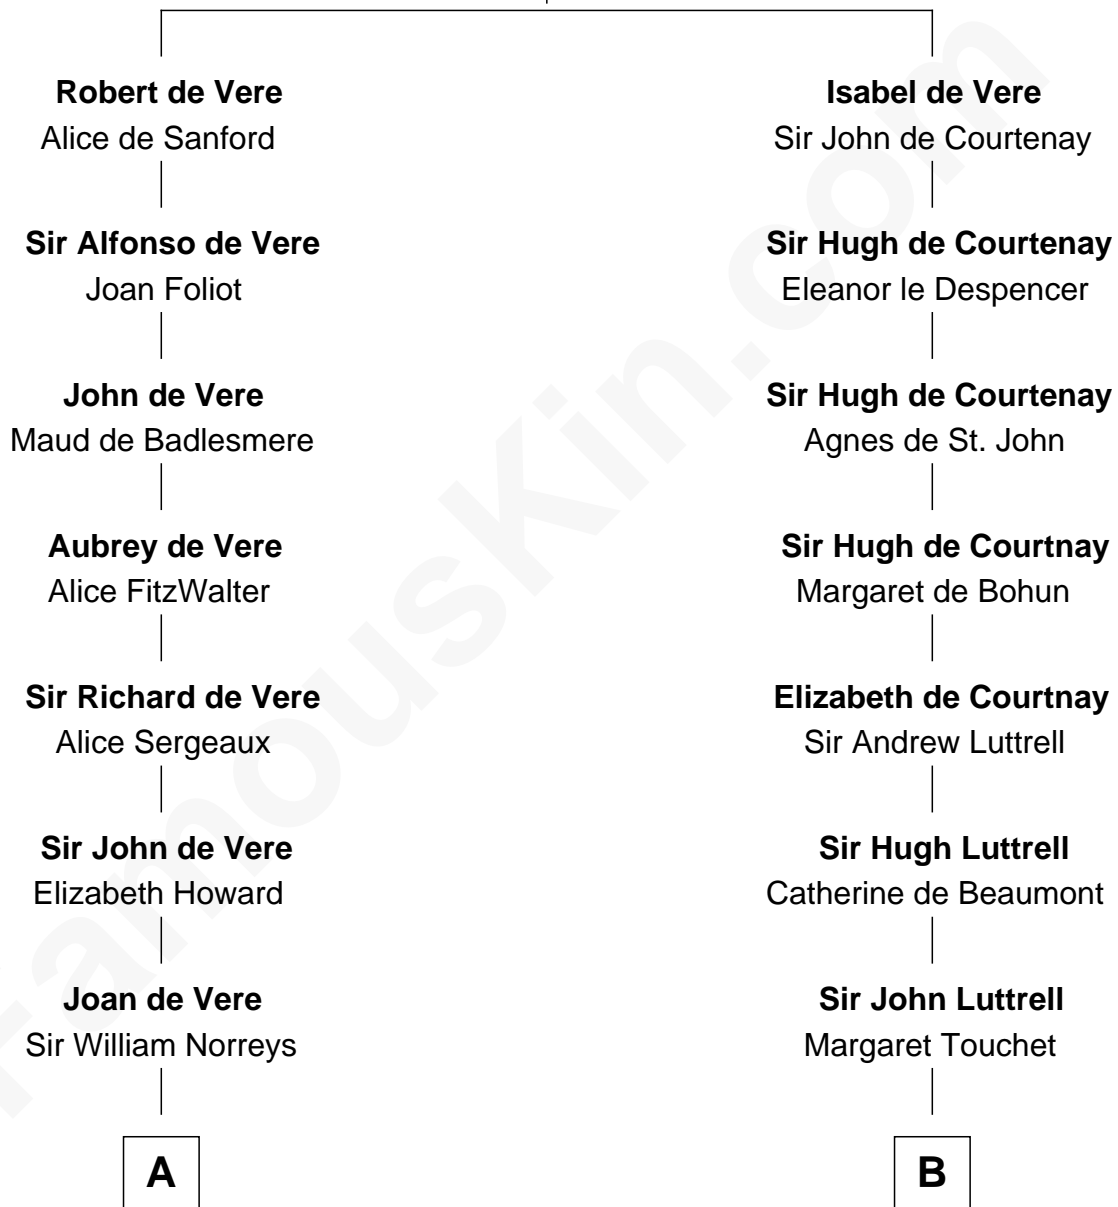 Robert de Vere
Alice de Sanford
Isabel de Vere
Sir John de Courtenay
Sir Alfonso de Vere
Joan Foliot
Sir Hugh de Courtenay
Eleanor le Despencer
John de Vere
Maud de Badlesmere
Sir Hugh de Courtenay
Agnes de St. John
Aubrey de Vere
Alice FitzWalter
Sir Hugh de Courtnay
Margaret de Bohun
Sir Richard de Vere
Alice Sergeaux
Elizabeth de Courtnay
Sir Andrew Luttrell
Sir John de Vere
Elizabeth Howard
Sir Hugh Luttrell
Catherine de Beaumont
Joan de Vere
Sir William Norreys
Sir John Luttrell
Margaret Touchet
A
B
FamousKin.com